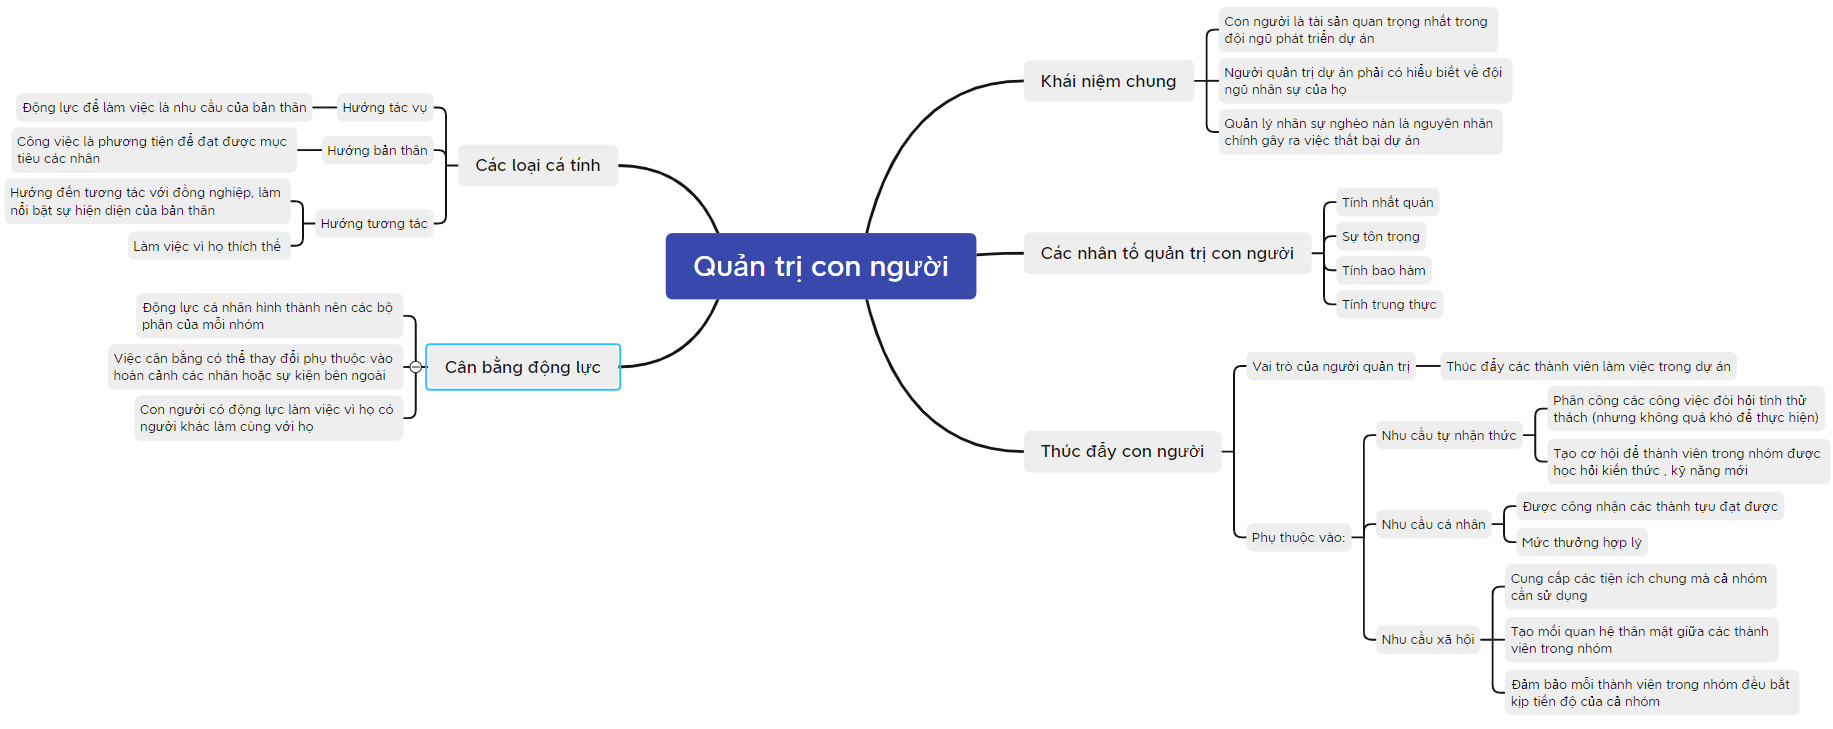 Quản trị con người
Khái niệm chung
Con người là tài sản quan trọng nhất trong
đội ngũ phát triển dự án
Người quản trị dự án phải có hiểu biết về đội
ngũ nhân sự của họ
Quản lý nhân sự nghèo nàn là nguyên nhân
chính gây ra việc thất bại dự án
Các nhân tố quản trị con người
Tính nhất quán
Sự tôn trọng
Tính bao hàm
Tính trung thực
Thúc đẩy con người
Vai trò của người quản trị
Thúc đẩy các thành viên làm việc trong dự án
Phụ thuộc vào:
Nhu cầu tự nhận thức
Phân công các công việc đòi hỏi tính thử
thách (nhưng không quá khó để thực hiện)
Tạo cơ hội để thành viên trong nhóm được
học hỏi kiến thức , kỹ năng mới
Nhu cầu cá nhân
Được công nhận các thành tựu đạt được
Mức thưởng hợp lý
Nhu cầu xã hội
Cung cấp các tiện ích chung mà cả nhóm
cần sử dụng
Tạo mối quan hệ thân mật giữa các thành
viên trong nhóm
Đảm bảo mỗi thành viên trong nhóm đều bắt
kịp tiến độ của cả nhóm
Các loại cá tính
Hướng tác vụ
Động lực để làm việc là nhu cầu của bản thân
Hướng bản thân
Công việc là phương tiện để đạt được mục
tiêu các nhân
Hướng tương tác
Hướng đến tương tác với đồng nghiệp, làm
nổi bật sự hiện diện của bản thân
Làm việc vì họ thích thế
Cân bằng động lực
Động lực cá nhân hình thành nên các bộ
phận của mỗi nhóm
Việc cân bằng có thể thay đổi phụ thuộc vào
hoàn cảnh các nhân hoặc sự kiện bên ngoài
Con người có động lực làm việc vì họ có
người khác làm cùng với họ